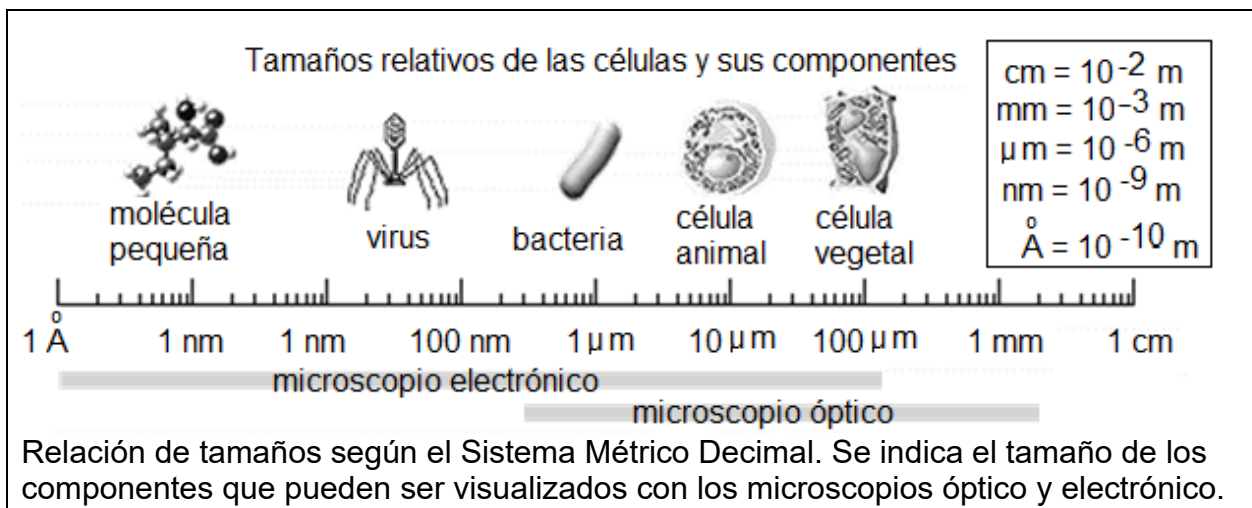 Tamaños relativos de las células y sus componentes
cm = 10 -2 m
mm = 10 -3 m
µm = 10 -6 m
nm = 10 -9 m
Å = 10 -10 m
molécula
pequeña
virus
bacteria
célula
animal
célula
vegetal
1 Å 1 nm 1 nm 100 nm 1 µm 10 µm 100 µm 1 mm 1 cm
microscopio electrónico
microscopio óptico
Relación de tamaños según el Sistema Métrico Decimal. Se indica el tamaño de los
componentes que pueden ser visualizados con los microscopios óptico y electrónico.